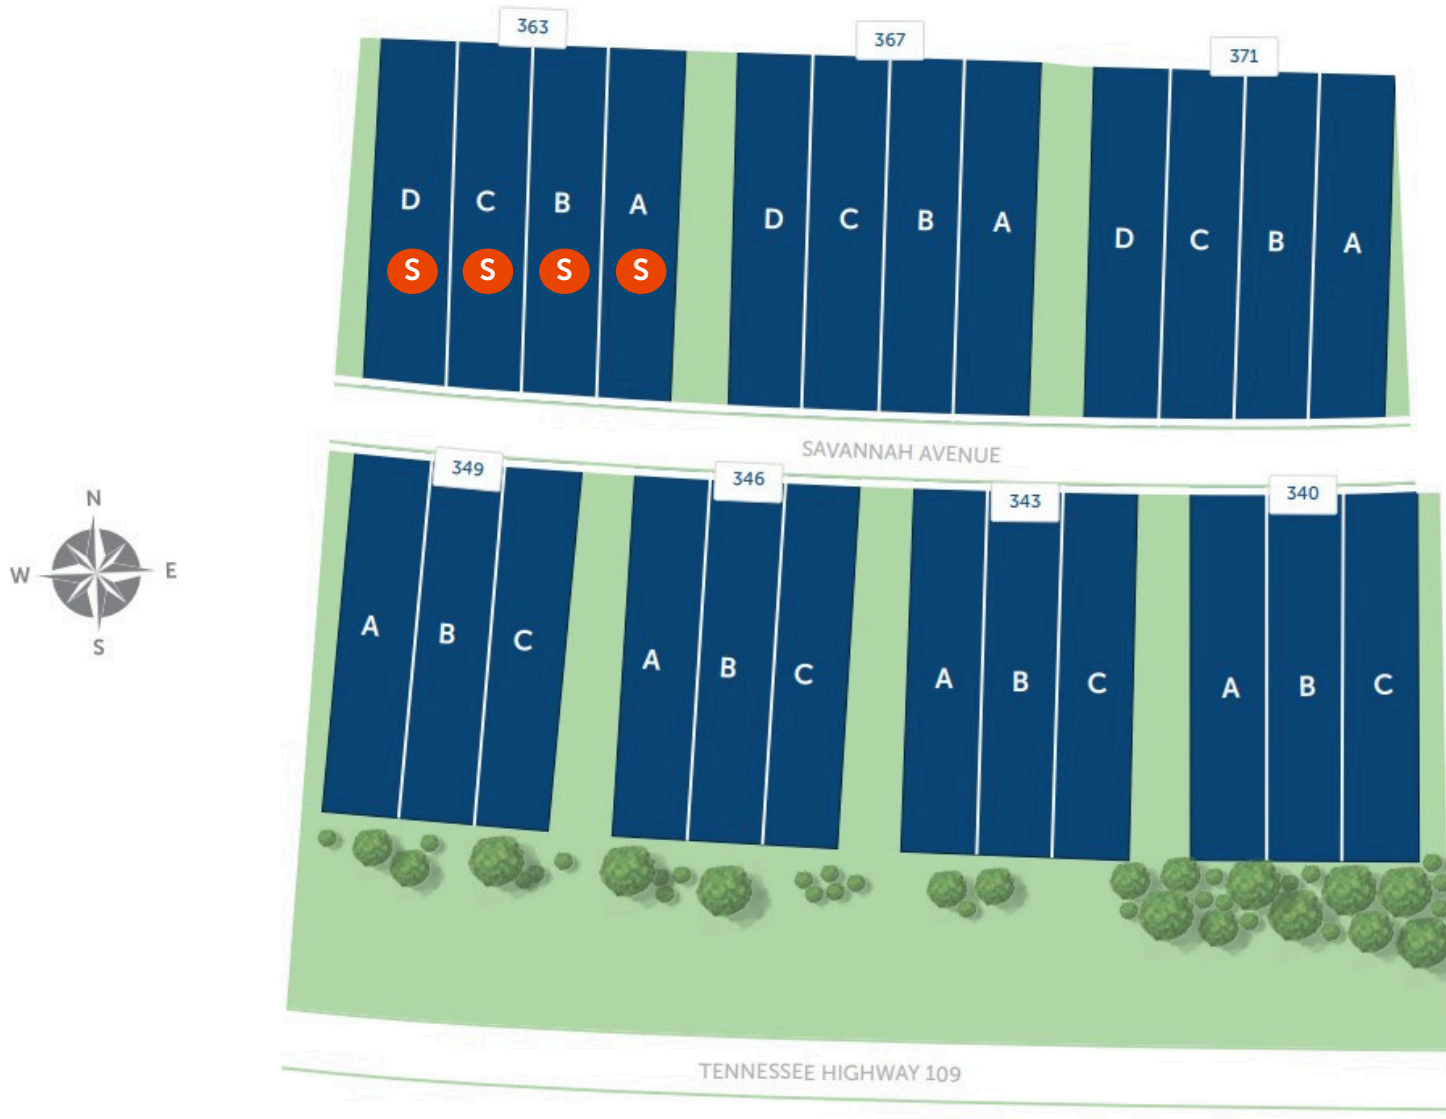 363
367
371
D C B A
D C B A
D C B A
S S S S
SAVANNAH AVENUE
349
346
343
340
A B C
A B C
A B C
A B C
N
W E
S
TENNESSEE HIGHWAY 109